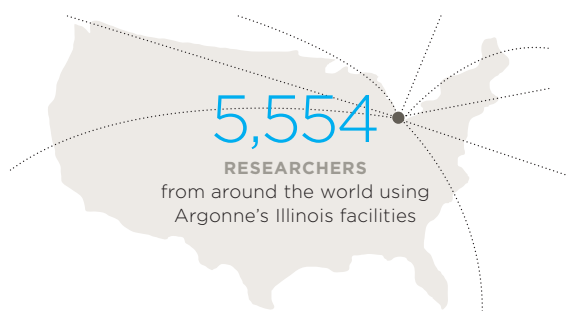 5,554
RESEARCHERS
from around the world using
Argonne’s Illinois facilities